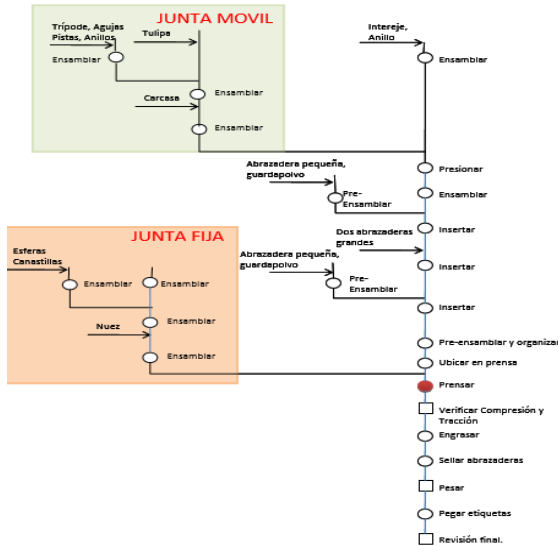 JUNTA MOVIL
Trípode, Agujas
Pistas, Anillos
Tulipa
Intereje,
Anillo
Ensamblar
Ensamblar
Ensamblar
Carcasa
Ensamblar
Abrazadera pequeña,
guardapolvo
Presionar
Pre-
Ensamblar
Ensamblar
Insertar
JUNTA FIJA
Dos abrazaderas
grandes
Esferas
Canastillas
Abrazadera pequeña,
guardapolvo
Insertar
Ensamblar
Ensamblar
Pre-
Ensamblar
Insertar
Nuez
Ensamblar
Ensamblar
Pre-ensamblar y organizar
Ubicar en prensa
Prensar
Verificar Compresión y
Tracción
Engrasar
Sellar abrazaderas
Pesar
Pegar etiquetas
Revisión final.